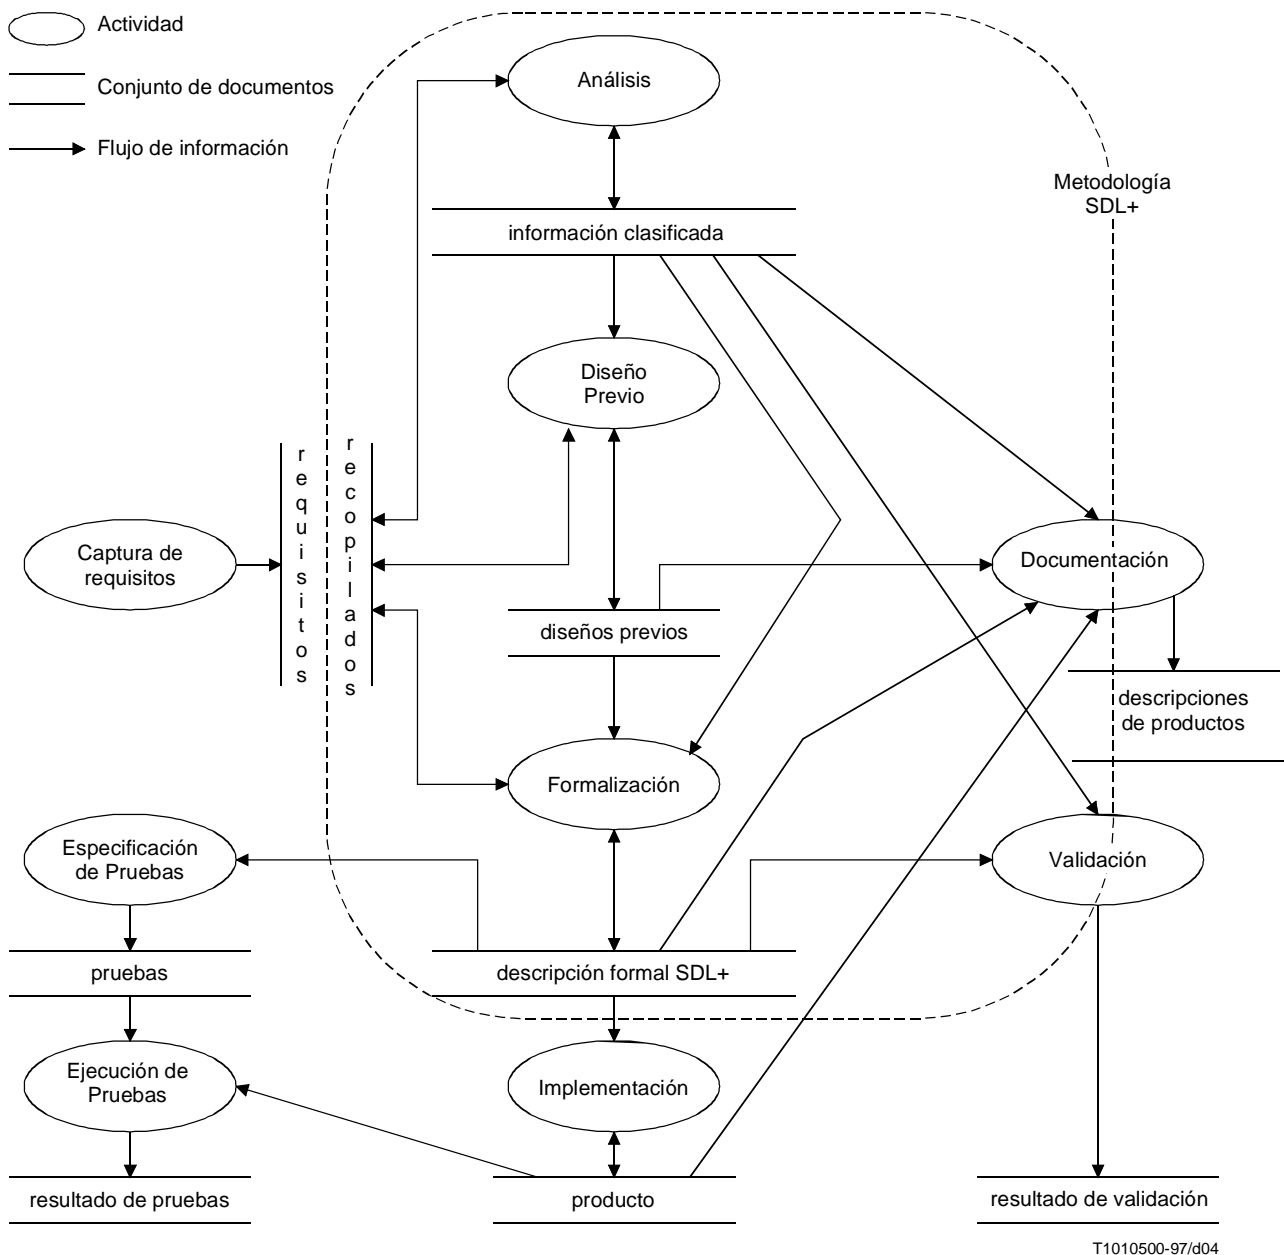 Actividad
Conjunto de documentos
Flujo de información
Análisis
Metodología
SDL+
información clasificada
Diseño
Previo
requisitos
recopilados
Captura de
requisitos
Documentación
diseños previos
descripciones
de productos
Formalización
Especificación
de Pruebas
Validación
pruebas
descripción formal SDL+
Ejecución de
Pruebas
Implementación
resultado de pruebas
producto
resultado de validación
T1010500-97/d04